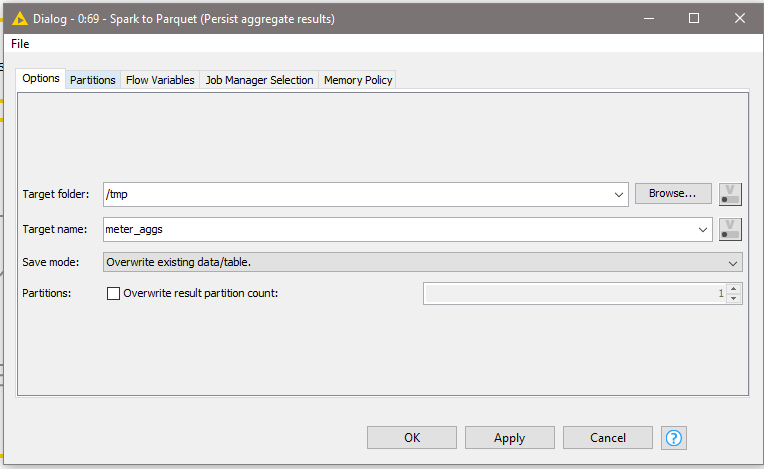 Dialog - 0:69 - Spark to Parquet (Persist aggregate results)
File
Options Partitions Flow Variables Job Manager Selection Memory Policy
Target folder: /tmp Browse... V
Target name: meter_aggs V
Save mode: Overwrite existing data/table.
Partitions: Overwrite result partition count: 1
OK Apply Cancel ?